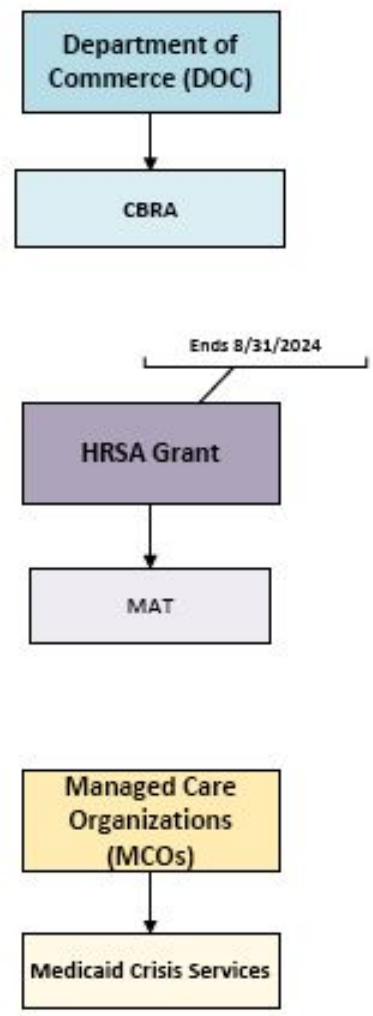 Department of
Commerce (DOC)
CBRA
Ends 8/31/2024
HRSA Grant
MAT
Managed Care
Organizations
(MCOs)
Medicaid Crisis Services